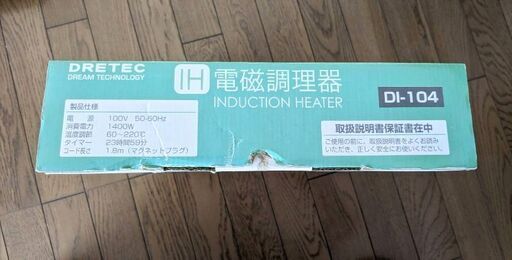 DRETEC
DREAM TECHNOLOGY
IH 電磁調理器
INDUCTION HEATER
DI-104
製品仕様
電　源　100V 50-60Hz
消費電力　1400W
温度調節　60〜220℃
タイマー　23時間59分
コード長さ　1.8m（マグネットプラグ）
取扱説明書保証書在中
ご使用の前に、取扱説明書をよくお読み
いただき、正しく安全にお使いください。